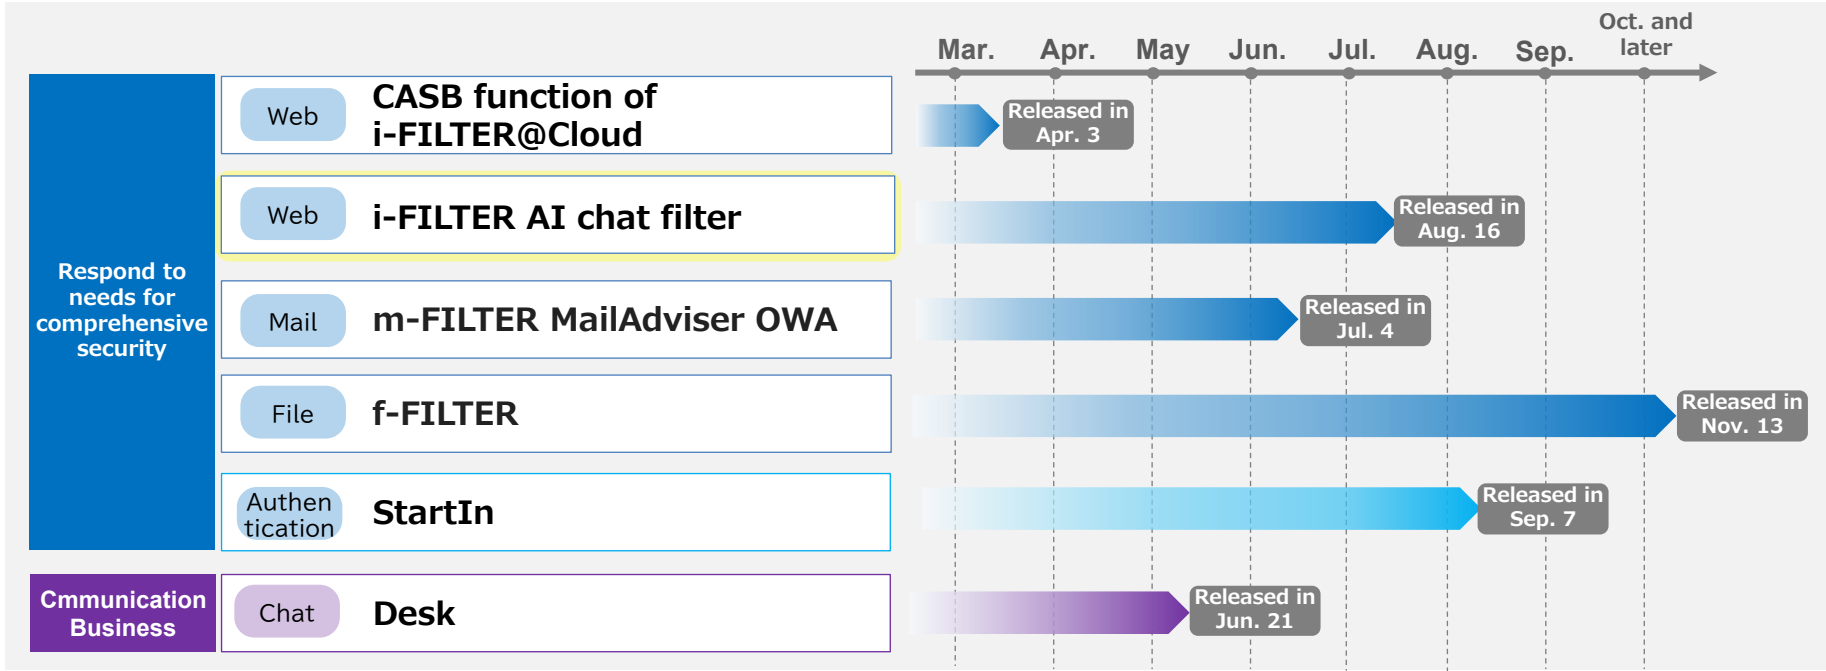 Mar. Apr. May Jun. Jul. Aug. Sep. Oct. and
later
Respond to
needs for
comprehensive
security
Web
CASB function of
i-FILTER@Cloud
Released in
Apr. 3
Web
i-FILTER AI chat filter
Released in
Aug. 16
Mail
m-FILTER MailAdviser OWA
Released in
Jul. 4
File
f-FILTER
Released in
Nov. 13
Authen
tication
StartIn
Released in
Sep. 7
Cmmunication
Business
Chat
Desk
Released in
Jun. 21